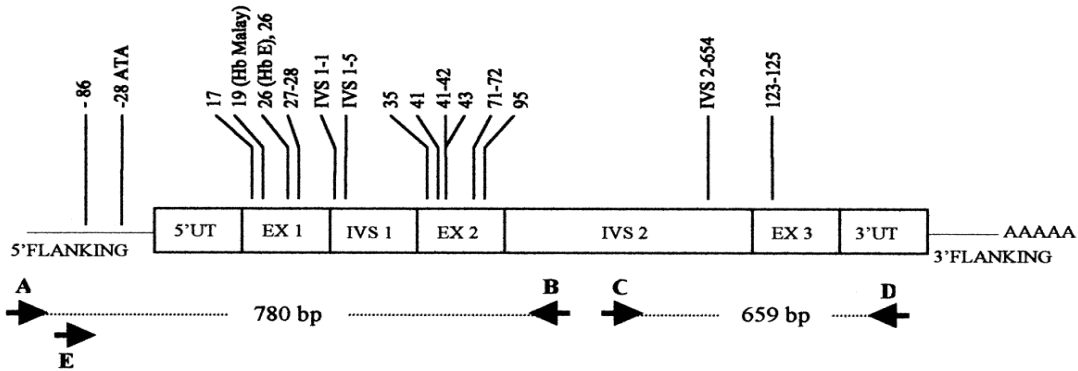 - 86
-28 ATA
17
19 (Hb Malay)
26 (Hb E), 26
27-28
IVS 1-1
IVS 1-5
35
41
41-42
43
71-72
95
IVS 2-654
123-125
5'UT
EX 1
IVS 1
EX 2
IVS 2
EX 3
3'UT
AAAAA
5'FLANKING
3'FLANKING
A
B
C
D
780 bp
659 bp
E